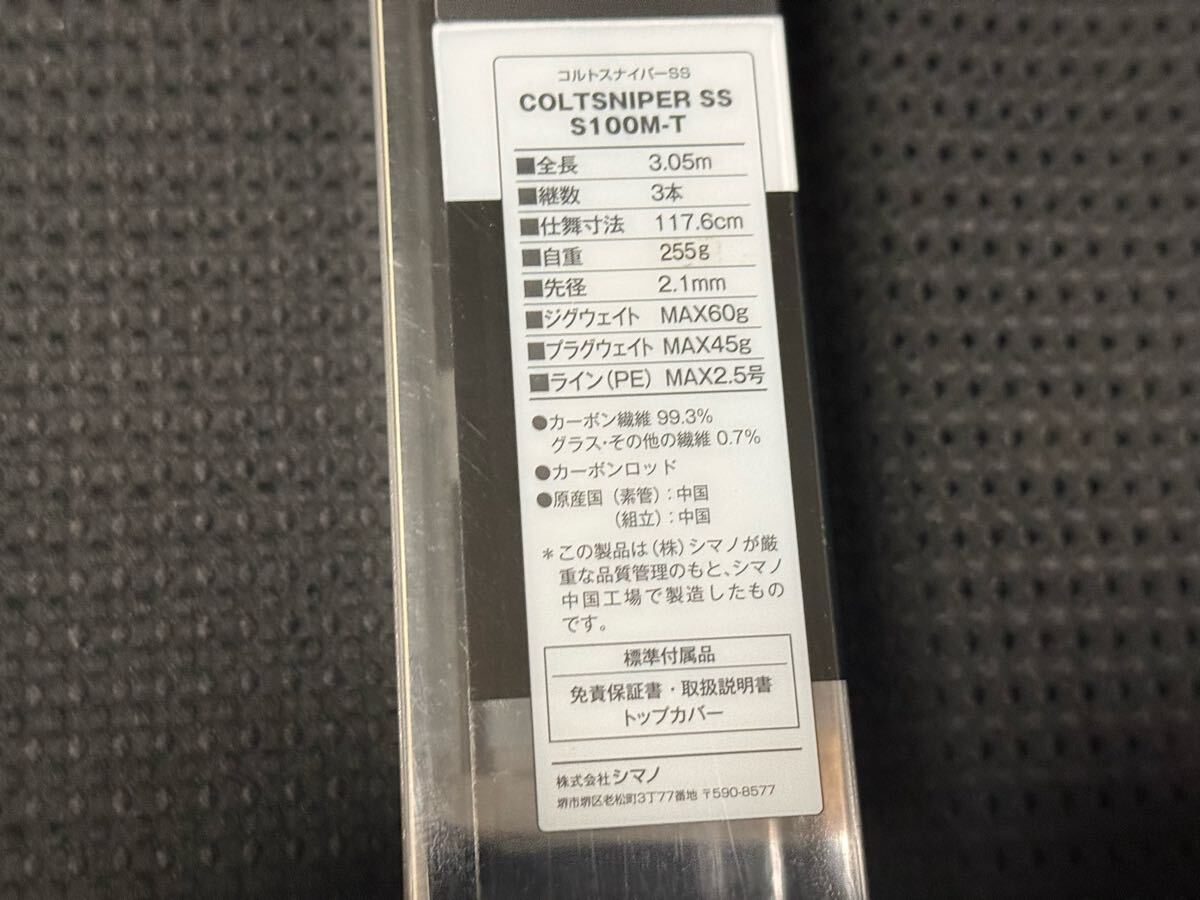 コルトスナイパーSS
COLTSNIPER SS
S100M-T
■全長 3.05m
■継数 3本
■仕舞寸法 117.6cm
■自重 255g
■先径 2.1mm
■ジグウェイト MAX60g
■プラグウェイト MAX45g
■ライン(PE) MAX2.5号
●カーボン繊維 99.3%
グラス・その他の繊維 0.7%
●カーボンロッド
●原産国(素管):中国
(組立):中国
*この製品は(株)シマノが厳
重な品質管理のもと、シマノ
中国工場で製造したもの
です。
標準付属品
免責保証書・取扱説明書
トップカバー
株式会社シマノ
堺市堺区老松町3丁77番地 〒590-8577